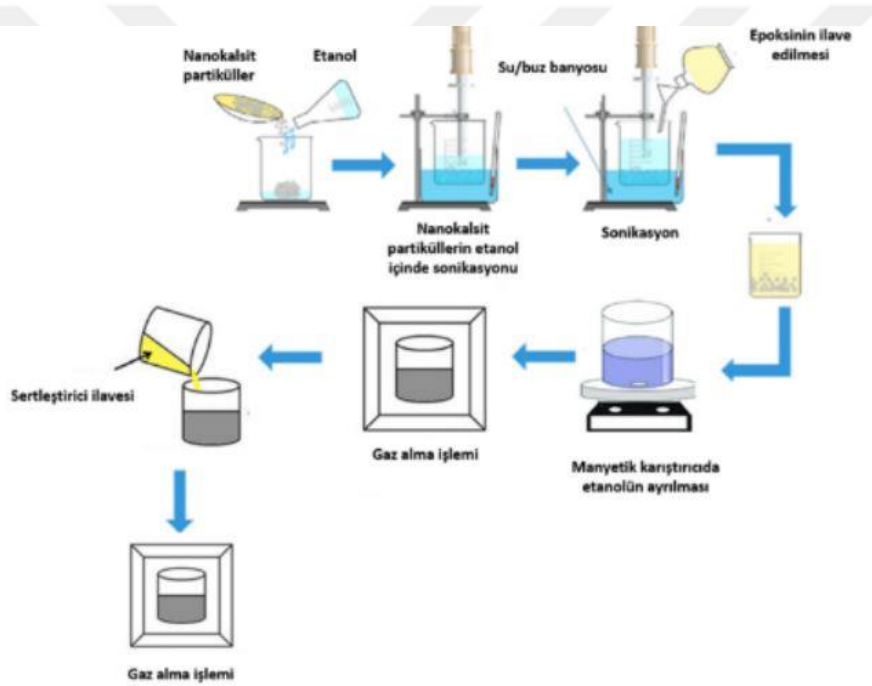 Nanokalsit
partiküller
Etanol
Su/buz banyosu
Epoksinin ilave
edilmesi
Nanokalsit
partiküllerin etanol
içinde sonikasyonu
Sonikasyon
Sertleştirici ilavesi
Gaz alma işlemi
Manyetik karıştırıcıda
etanolün ayrılması
Gaz alma işlemi